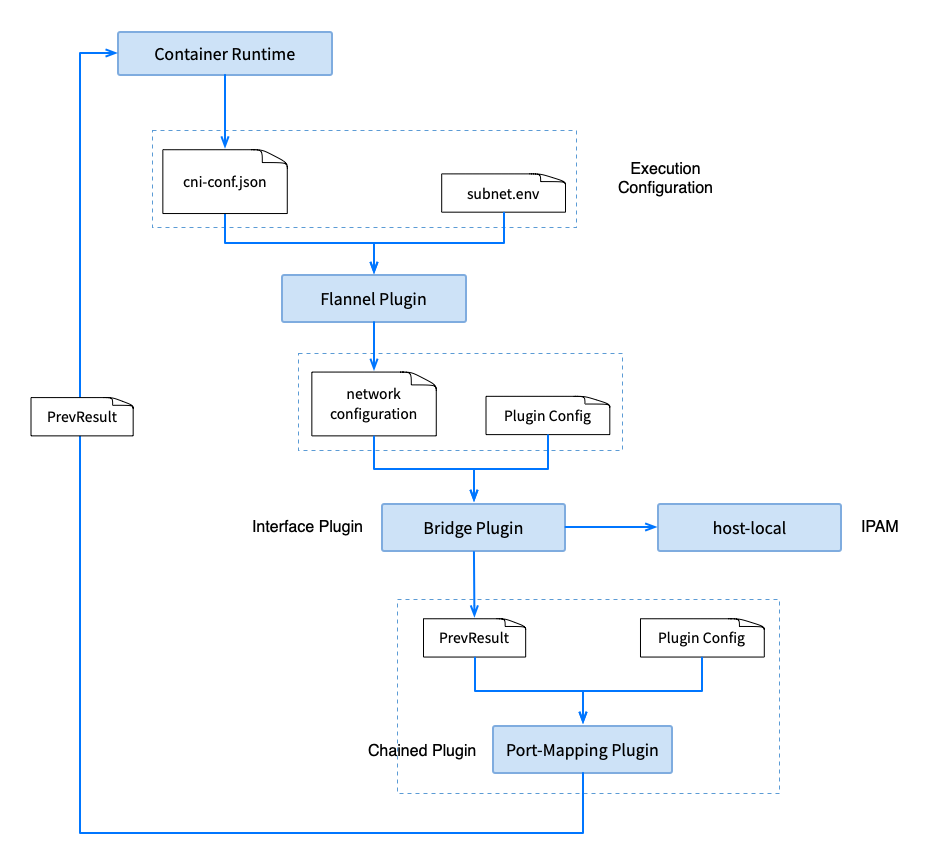 Container Runtime
cni-conf.json
subnet.env
Execution
Configuration
Flannel Plugin
network
configuration
Plugin Config
PrevResult
Interface Plugin
Bridge Plugin
host-local
IPAM
PrevResult
Plugin Config
Chained Plugin
Port-Mapping Plugin